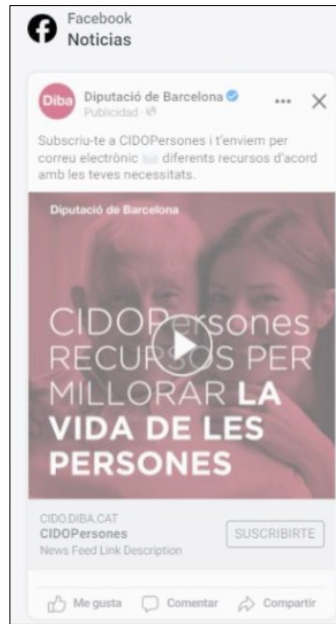 Facebook
Noticias
Diba
Diputació de Barcelona
Publicidad
Subscriu-te a CIDOPersones i t'enviem per
correu electrònic diferents recursos d'acord
amb les teves necessitats.
Diputació de Barcelona
CIDOPersones
RECURSOS PER
MILLORAR LA
VIDA DE LES
PERSONES
CIDO.DIBA.CAT
CIDOPersones
News Feed Link Description
SUSCRIBIRTE
Me gusta
Comentar
Compartir